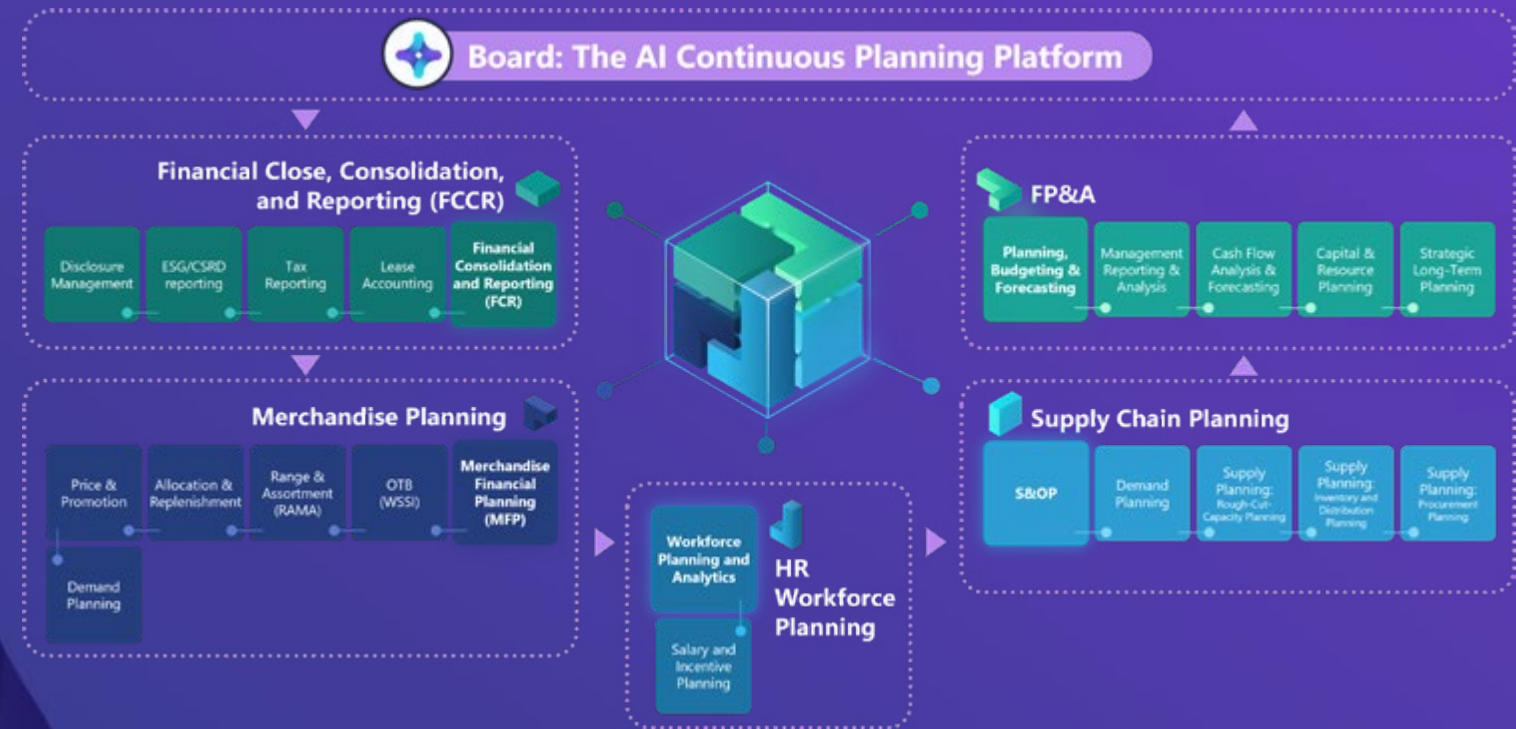 Board: The AI Continuous Planning Platform
Financial Close, Consolidation,
and Reporting (FCCR)
Disclosure
Management
ESG/CSRD
reporting
Tax
Reporting
Lease
Accounting
Financial
Consolidation
and Reporting
(FCR)
FP&A
Planning,
Budgeting &
Forecasting
Management
Reporting &
Analysis
Cash Flow
Analysis &
Forecasting
Capital &
Resource
Planning
Strategic
Long-Term
Planning
Merchandise Planning
Price &
Promotion
Allocation &
Replenishment
Range &
Assortment
(RAMA)
OTB
(WSSI)
Merchandise
Financial
Planning
(MFP)
Demand
Planning
Workforce
Planning and
Analytics
Salary and
Incentive
Planning
HR
Workforce
Planning
Supply Chain Planning
S&OP
Demand
Planning
Supply
Planning:
Rough-Cut-
Capacity Planning
Supply
Planning:
Inventory and
Distribution
Planning
Supply
Planning:
Procurement
Planning